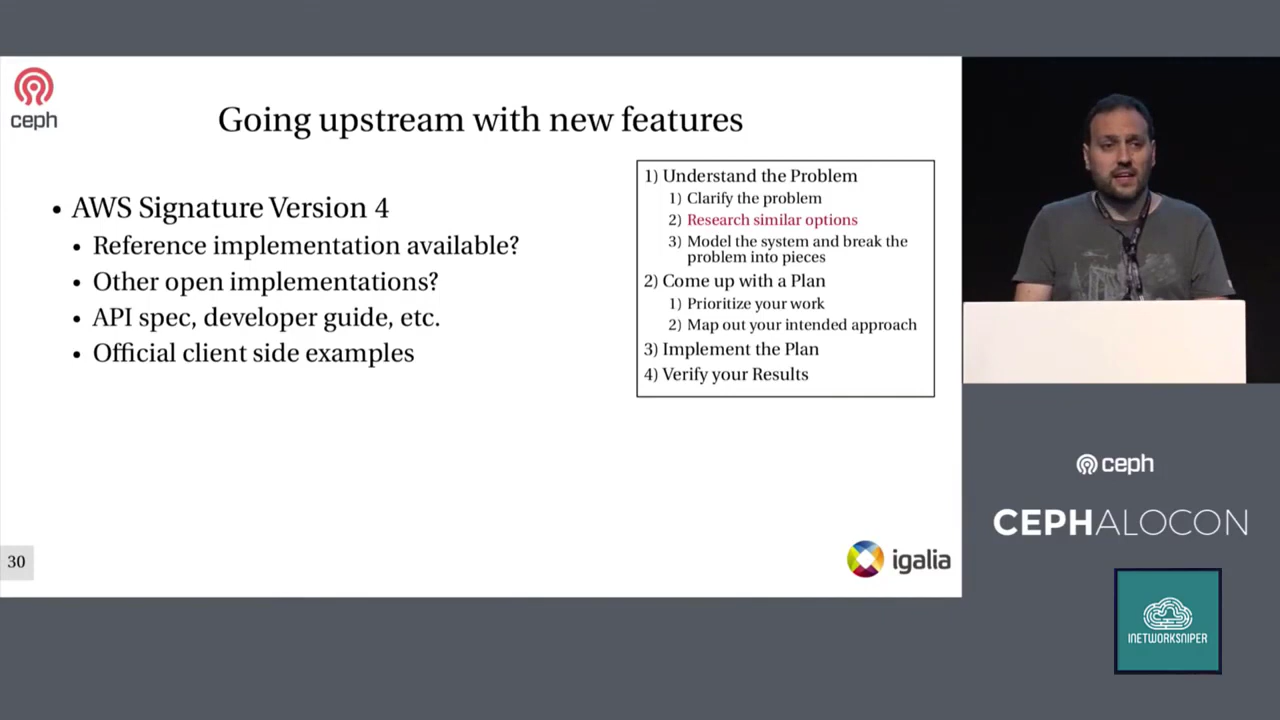 ceph
Going upstream with new features
• AWS Signature Version 4
• Reference implementation available?
• Other open implementations?
• API spec, developer guide, etc.
• Official client side examples
1) Understand the Problem
1) Clarify the problem
2) Research similar options
3) Model the system and break the
problem into pieces
2) Come up with a Plan
1) Prioritize your work
2) Map out your intended approach
3) Implement the Plan
4) Verify your Results
30
igalia
ceph
CEPHALOCON
INETWORKSNIPER